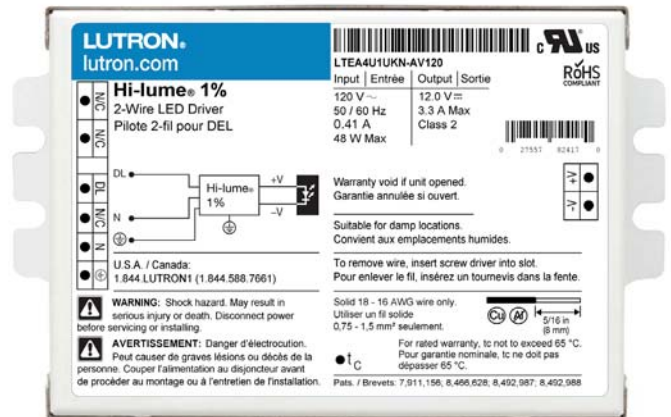 LUTRON®
lutron.com
Hi-lume® 1%
2-Wire LED Driver
Pilote 2-fil pour DEL
N/C
N/C
DL
N/C
N
DL
N
Hi-lume®
1%
+V
-V
U.S.A. / Canada:
1.844.LUTRON1 (1.844.588.7661)
WARNING: Shock hazard. May result in
serious injury or death. Disconnect power
before servicing or installing.
AVERTISSEMENT: Danger d'électrocution.
Peut causer de graves lésions ou décès de la
personne. Couper l'alimentation au disjoncteur avant
de procéder au montage ou à l'entretien de l'installation.
c RU US
LTEA4U1UKN-AV120
Input | Entrée
120 V ~
50 / 60 Hz
0.41 A
48 W Max
Output | Sortie
12.0 V
3.3 A Max
Class 2
RoHS
COMPLIANT
0 27557 82417 0
Warranty void if unit opened.
Garantie annulée si ouvert.
+V
-V
Suitable for damp locations.
Convient aux emplacements humides.
To remove wire, insert screw driver into slot.
Pour enlever le fil, insérez un tournevis dans la fente.
Solid 18 - 16 AWG wire only.
Utiliser un fil solide
0,75 - 1,5 mm² seulement.
Cu
Al
5/16 in
(8 mm)
tc
For rated warranty, tc not to exceed 65 °C.
Pour garantie nominale, tc ne doit pas
dépasser 65 °C.
Pats. / Brevets: 7,911,156; 8,466,628; 8,492,987; 8,492,988